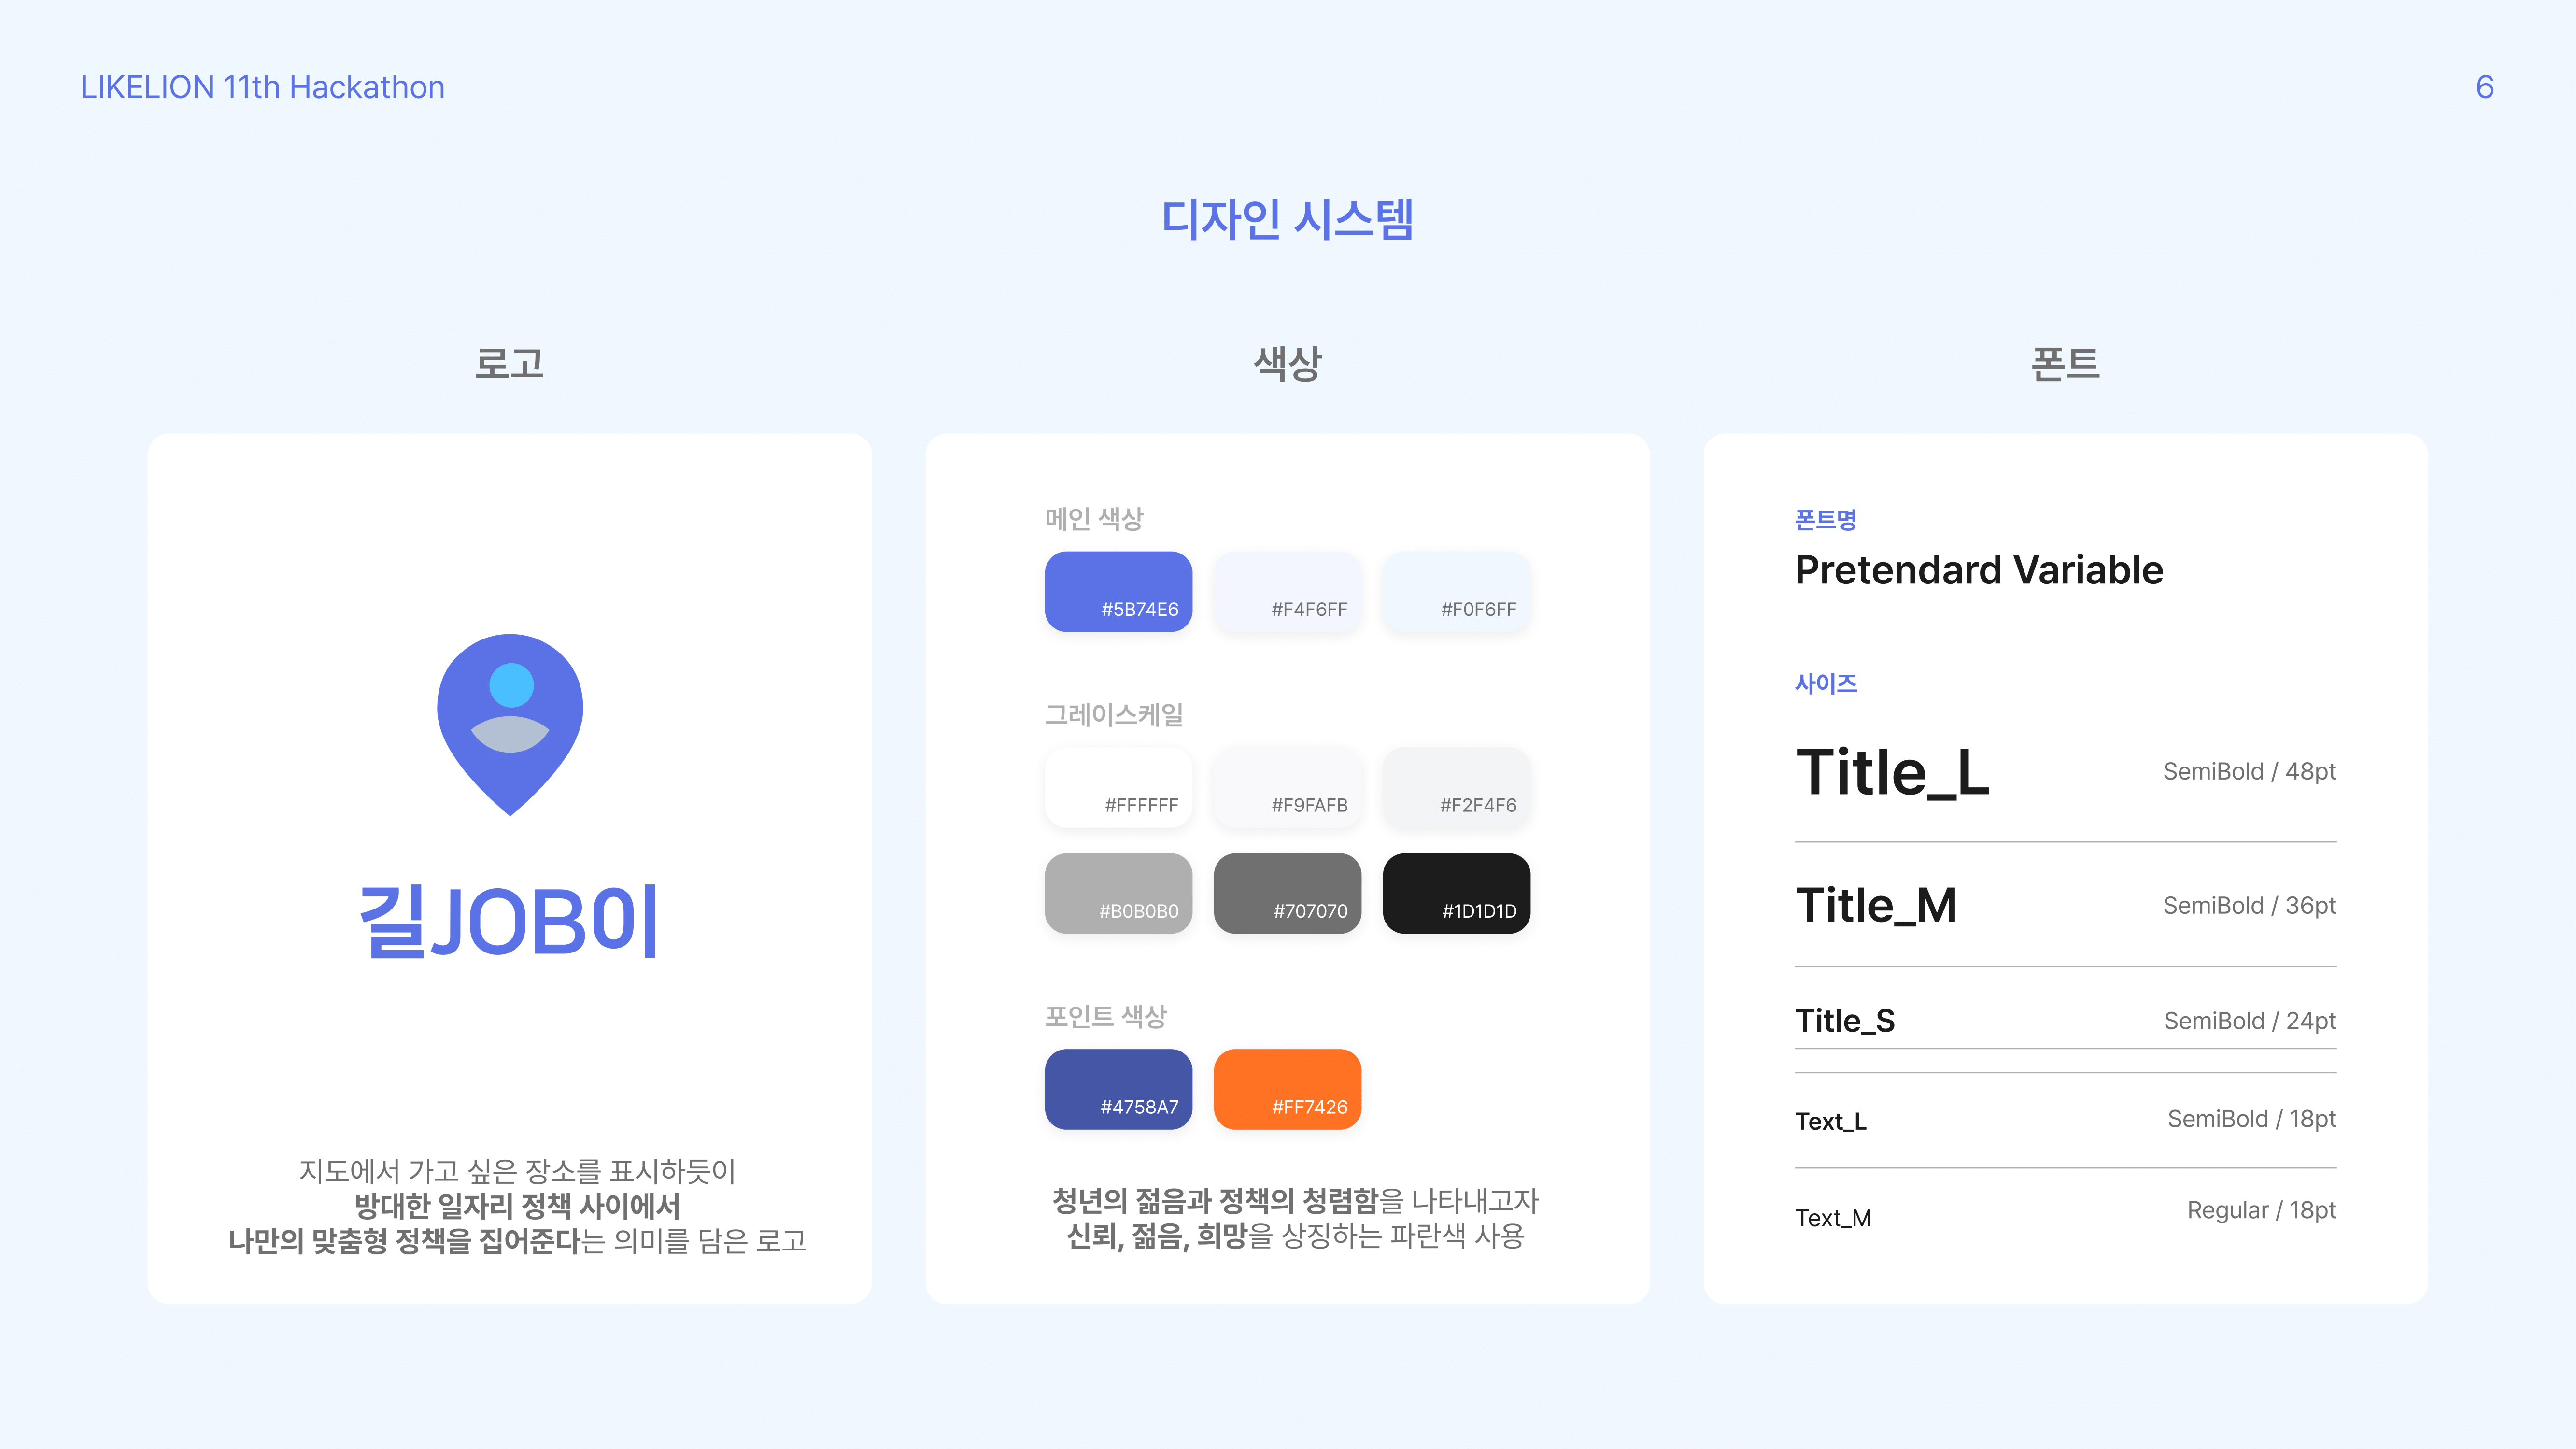 LIKELION 11th Hackathon
6
디자인 시스템
로고
길JOB이
지도에서 가고 싶은 장소를 표시하듯이
방대한 일자리 정책 사이에서
나만의 맞춤형 정책을 집어준다는 의미를 담은 로고
색상
메인 색상
#5B74E6 #F4F6FF #F0F6FF
그레이스케일
#FFFFFF #F9FAFB #F2F4F6
#B0B0B0 #707070 #1D1D1D
포인트 색상
#4758A7 #FF7426
청년의 젊음과 정책의 청렴함을 나타내고자
신뢰, 젊음, 희망을 상징하는 파란색 사용
폰트
폰트명
Pretendard Variable
사이즈
Title_L SemiBold / 48pt
Title_M SemiBold / 36pt
Title_S SemiBold / 24pt
Text_L SemiBold / 18pt
Text_M Regular / 18pt